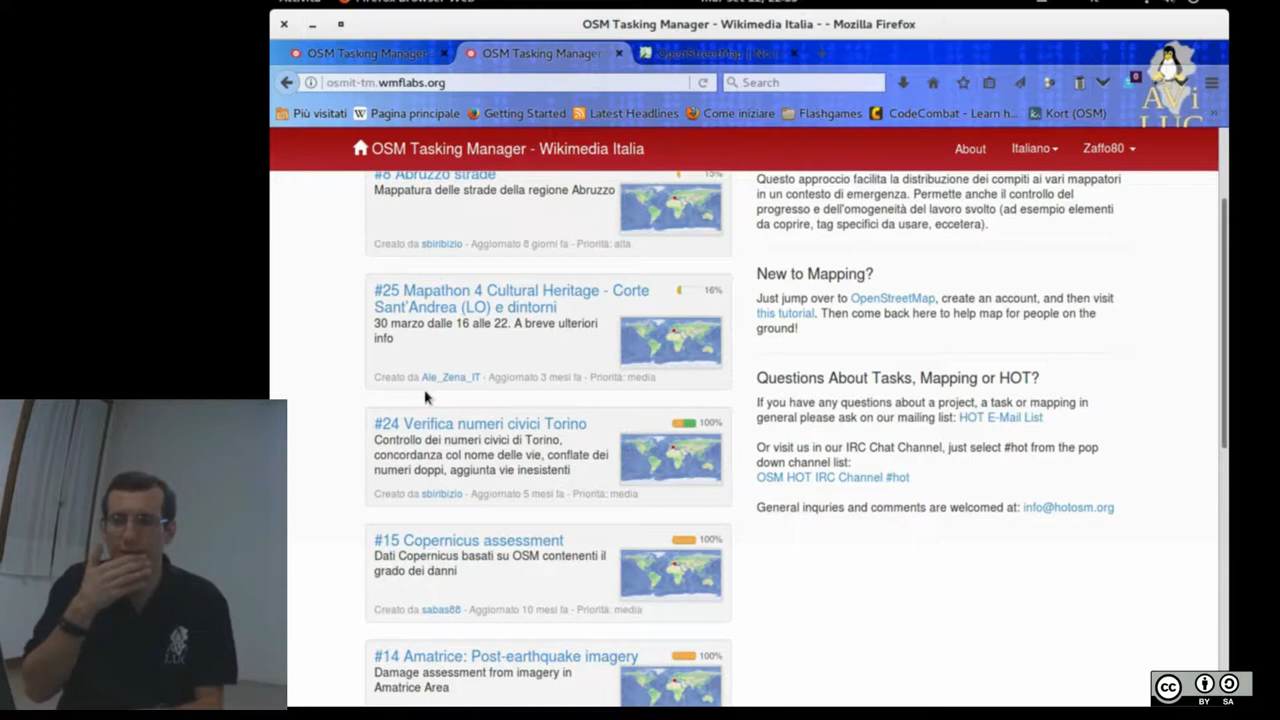 OSM Tasking Manager - Wikimedia Italia - - Mozilla Firefox
OSM Tasking Manager
OSM Tasking Manager
OpenStreetMap
osmit-tm.wmflabs.org
Search
0
Più visitati
Pagina principale
Getting Started
Latest Headlines
Come iniziare
Flashgames
CodeCombat - Learn h...
Kort (OSM)
AVi
LUG
OSM Tasking Manager - Wikimedia Italia
About
Italiano
Zaffo80
#8 Abruzzo strade
15%
Mappatura delle strade della regione Abruzzo
Creato da sbiribizio - Aggiornato 8 giorni fa - Priorità: alta
#25 Mapathon 4 Cultural Heritage - Corte
Sant'Andrea (LO) e dintorni
16%
30 marzo dalle 16 alle 22. A breve ulteriori
info
Creato da Ale_Zena_IT - Aggiornato 3 mesi fa - Priorità: media
#24 Verifica numeri civici Torino
100%
Controllo dei numeri civici di Torino,
concordanza col nome delle vie, conflate dei
numeri doppi, aggiunta vie inesistenti
Creato da sbiribizio - Aggiornato 5 mesi fa - Priorità: media
#15 Copernicus assessment
100%
Dati Copernicus basati su OSM contenenti il
grado dei danni
Creato da sabas88 - Aggiornato 10 mesi fa - Priorità: media
#14 Amatrice: Post-earthquake imagery
100%
Damage assessment from imagery in
Amatrice Area
Questo approccio facilita la distribuzione dei compiti ai vari mappatori
in un contesto di emergenza. Permette anche il controllo del
progresso e dell'omogeneità del lavoro svolto (ad esempio elementi
da coprire, tag specifici da usare, eccetera).
New to Mapping?
Just jump over to OpenStreetMap, create an account, and then visit
this tutorial. Then come back here to help map for people on the
ground!
Questions About Tasks, Mapping or HOT?
If you have any questions about a project, a task or mapping in
general please ask on our mailing list: HOT E-Mail List
Or visit us in our IRC Chat Channel, just select #hot from the pop
down channel list:
OSM HOT IRC Channel #hot
General inquries and comments are welcomed at: info@hotosm.org
LUG
CC
BY SA